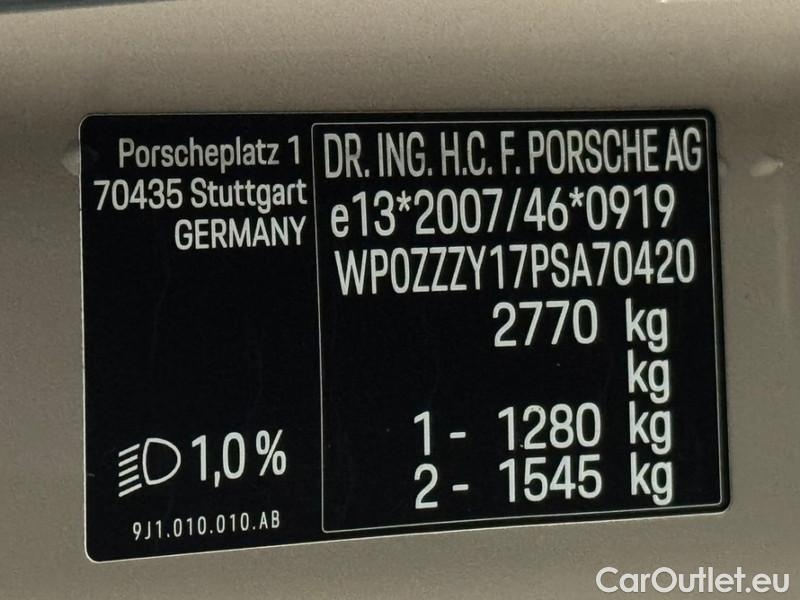 Porscheplatz 1
70435 Stuttgart
GERMANY
DR. ING. H.C. F. PORSCHE AG
e13*2007/46*0919
WP0ZZZY17PSA70420
2770 kg
kg
1 - 1280 kg
2 - 1545 kg
1,0 %
9J1.010.010.AB
CarOutlet.eu